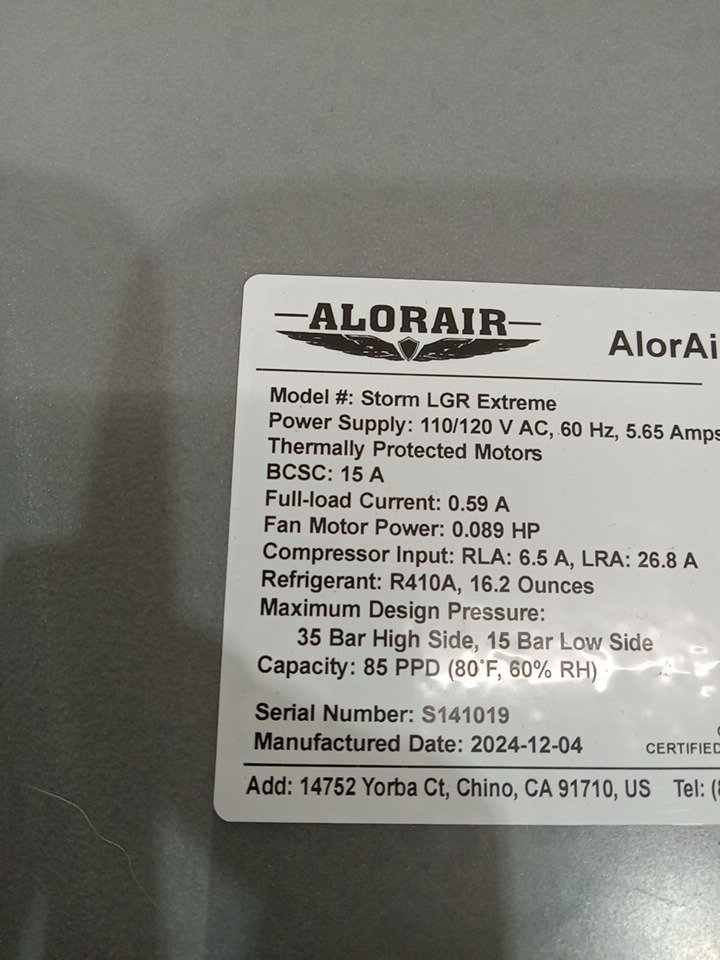 ALORAIR
AlorAi
Model #: Storm LGR Extreme
Power Supply: 110/120 V AC, 60 Hz, 5.65 Amps
Thermally Protected Motors
BCSC: 15 A
Full-load Current: 0.59 A
Fan Motor Power: 0.089 HP
Compressor Input: RLA: 6.5 A, LRA: 26.8 A
Refrigerant: R410A, 16.2 Ounces
Maximum Design Pressure:
35 Bar High Side, 15 Bar Low Side
Capacity: 85 PPD (80°F, 60% RH)
Serial Number: S141019
Manufactured Date: 2024-12-04
CERTIFIED
Add: 14752 Yorba Ct, Chino, CA 91710, US Tel: (